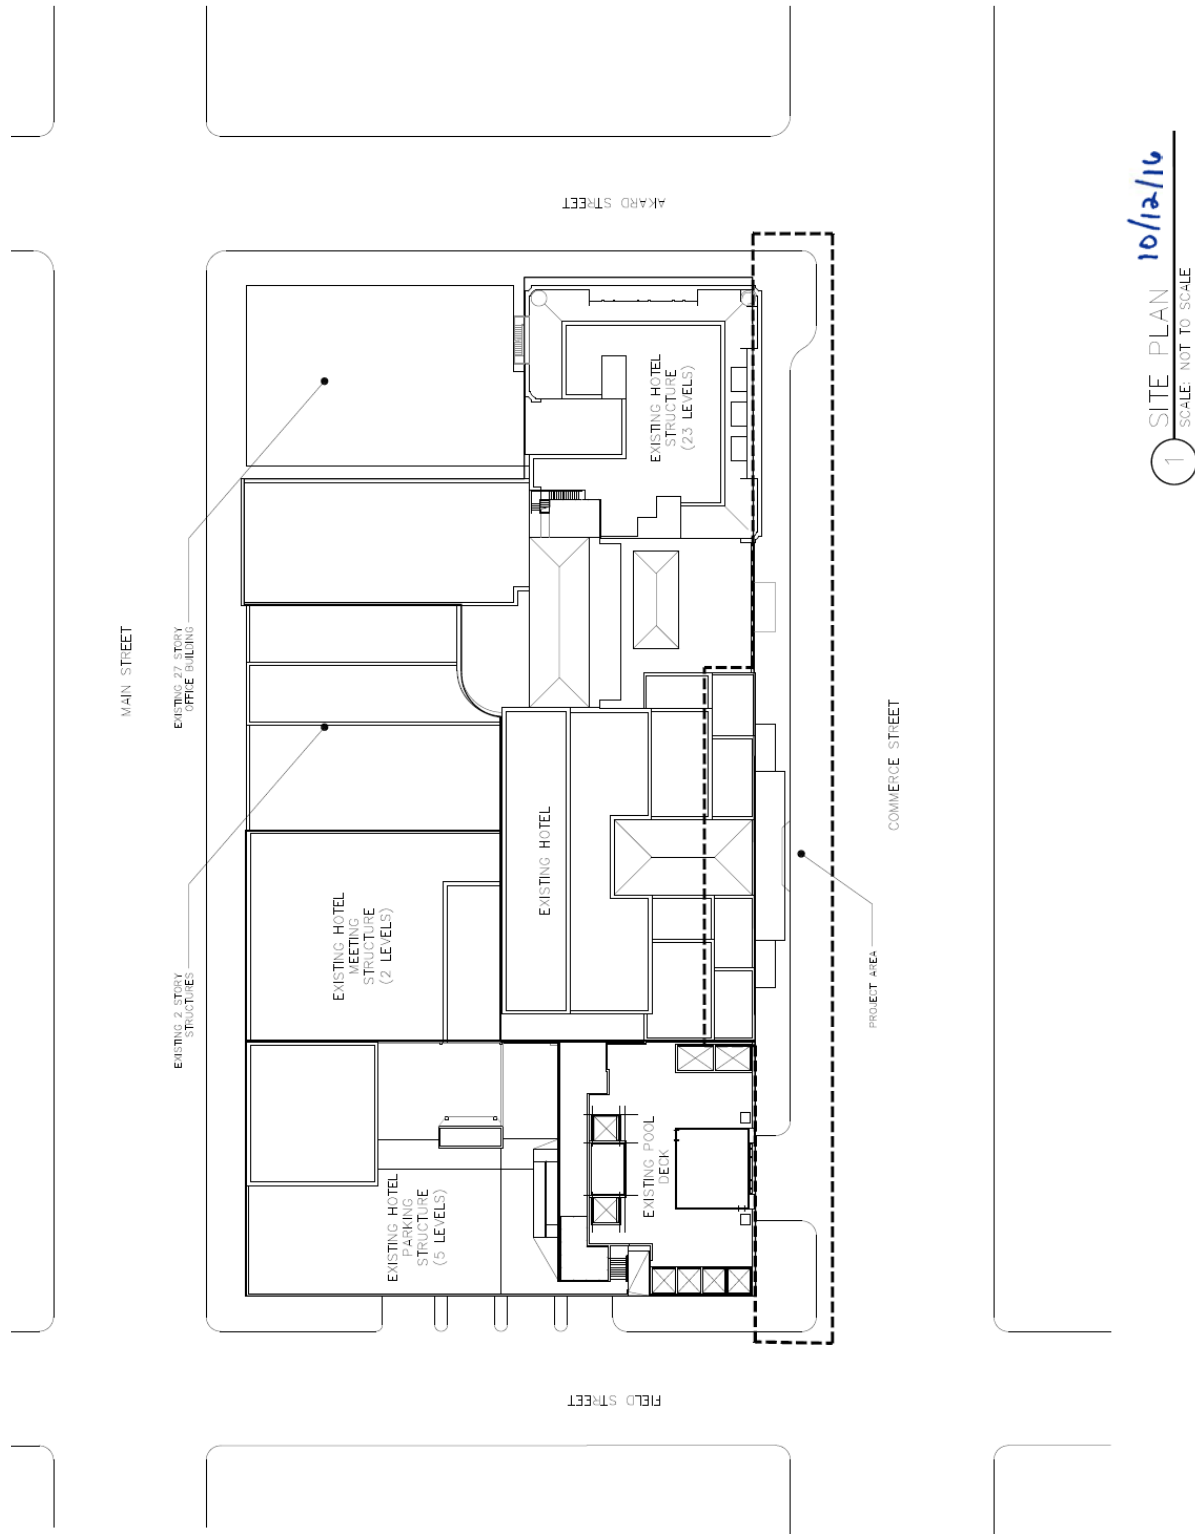 MAIN STREET
EXISTING 27 STORY
OFFICE BUILDING
EXISTING 2 STORY
STRUCTURES
AKARD STREET
EXISTING HOTEL
STRUCTURE
(23 LEVELS)
EXISTING HOTEL
EXISTING HOTEL
MEETING
STRUCTURE
(2 LEVELS)
EXISTING HOTEL
PARKING
STRUCTURE
(5 LEVELS)
EXISTING POOL
DECK
FIELD STREET
COMMERCE STREET
PROJECT AREA
1
SITE PLAN 10/12/16
SCALE: NOT TO SCALE